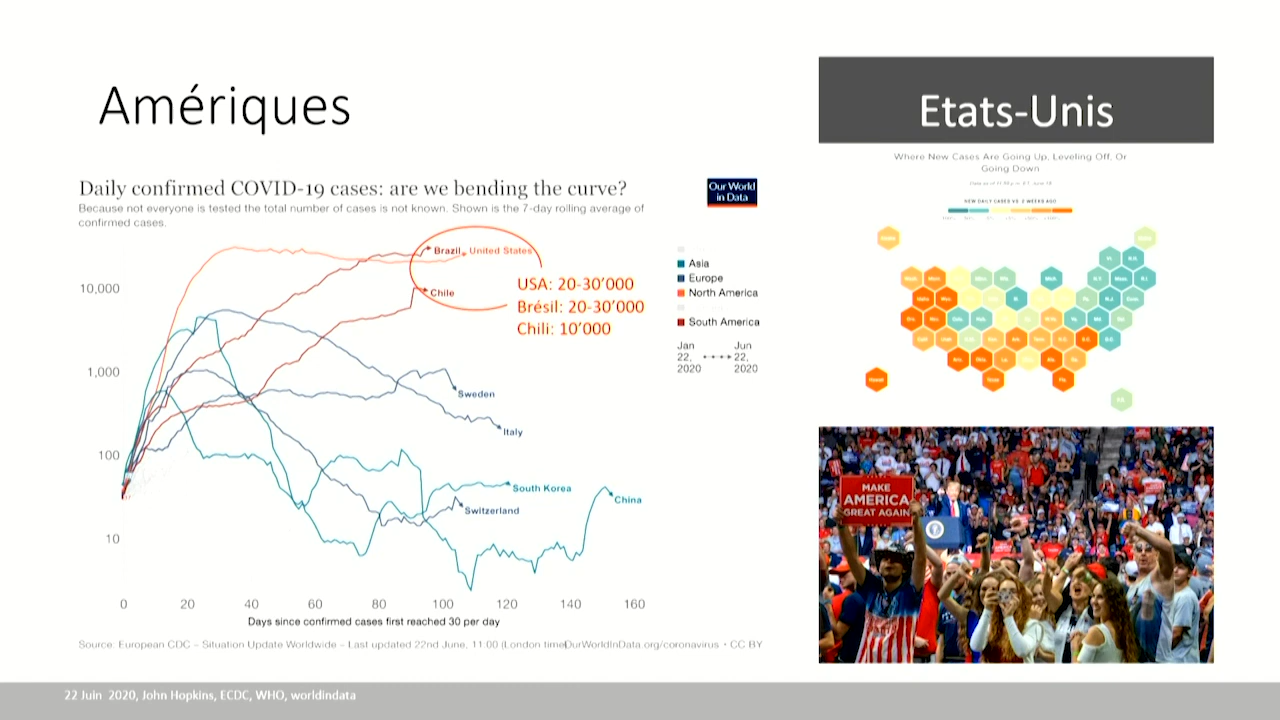 Amériques
Etats-Unis
Daily confirmed COVID-19 cases: are we bending the curve?
Because not everyone is tested the total number of cases is not known. Shown is the 7-day rolling average of
confirmed cases.
Our World
in Data
10,000
1,000
100
10
0
20
40
60
80
100
120
140
160
Days since confirmed cases first reached 30 per day
Brazil
United States
Chile
Sweden
Italy
South Korea
China
Switzerland
USA: 20-30’000
Brésil: 20-30’000
Chili: 10’000
Asia
Europe
North America
South America
Jan
22,
2020
Jun
22,
2020
Source: European CDC – Situation Update Worldwide – Last updated 22nd June, 11:00 (London time)
OurWorldInData.org/coronavirus • CC BY
Where New Cases Are Going Up, Leveling Off, Or
Going Down
NEW DAILY CASES VS. 2 WEEKS AGO
MAKE
AMERICA
GREAT AGAIN
22 Juin 2020, John Hopkins, ECDC, WHO, worldindata